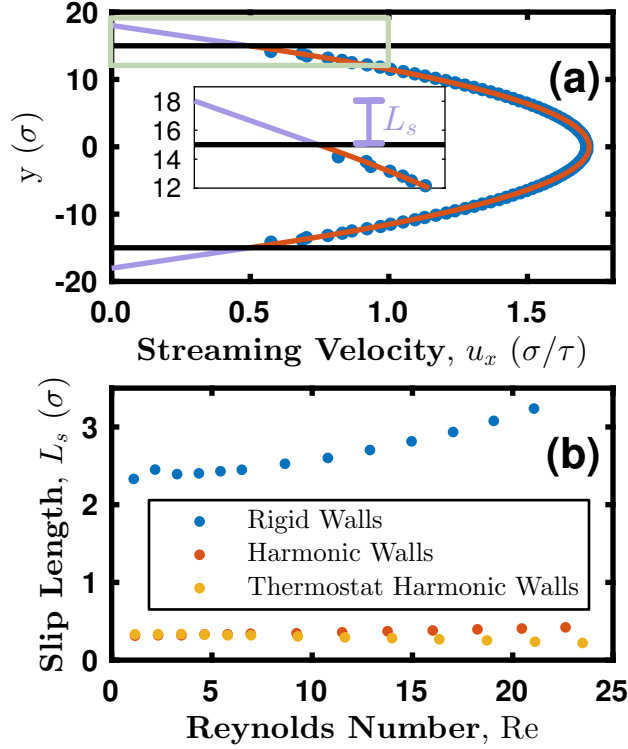 20
10
0
-10
-20
y (σ)
(a)
18
16
14
12
L_s
0.0 0.5 1.0 1.5
Streaming Velocity, u_x (σ/τ)
3
2
1
0
Slip Length, L_s (σ)
(b)
Rigid Walls
Harmonic Walls
Thermostat Harmonic Walls
0 5 10 15 20 25
Reynolds Number, Re